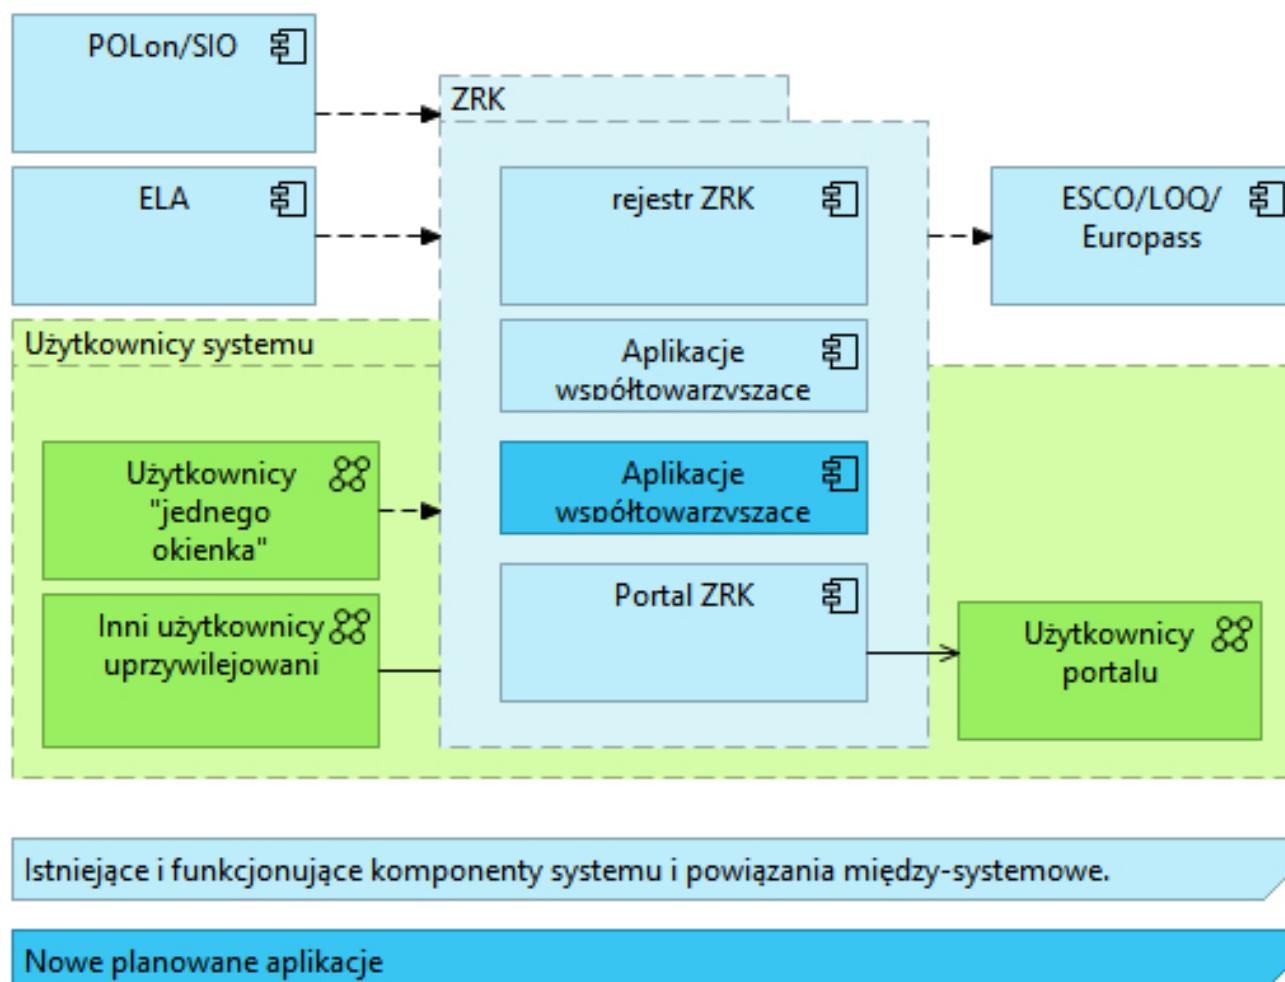 POLon/SIO
ZRK
ELA
rejestr ZRK
ESCO/LOQ/
Europass
Użytkownicy systemu
Aplikacje
współtowarzyszące
Użytkownicy
"jednego
okienka"
Aplikacje
współtowarzyszące
Inni użytkownicy
uprzywilejowani
Portal ZRK
Użytkownicy
portalu
Istniejące i funkcjonujące komponenty systemu i powiązania między-systemowe.
Nowe planowane aplikacje